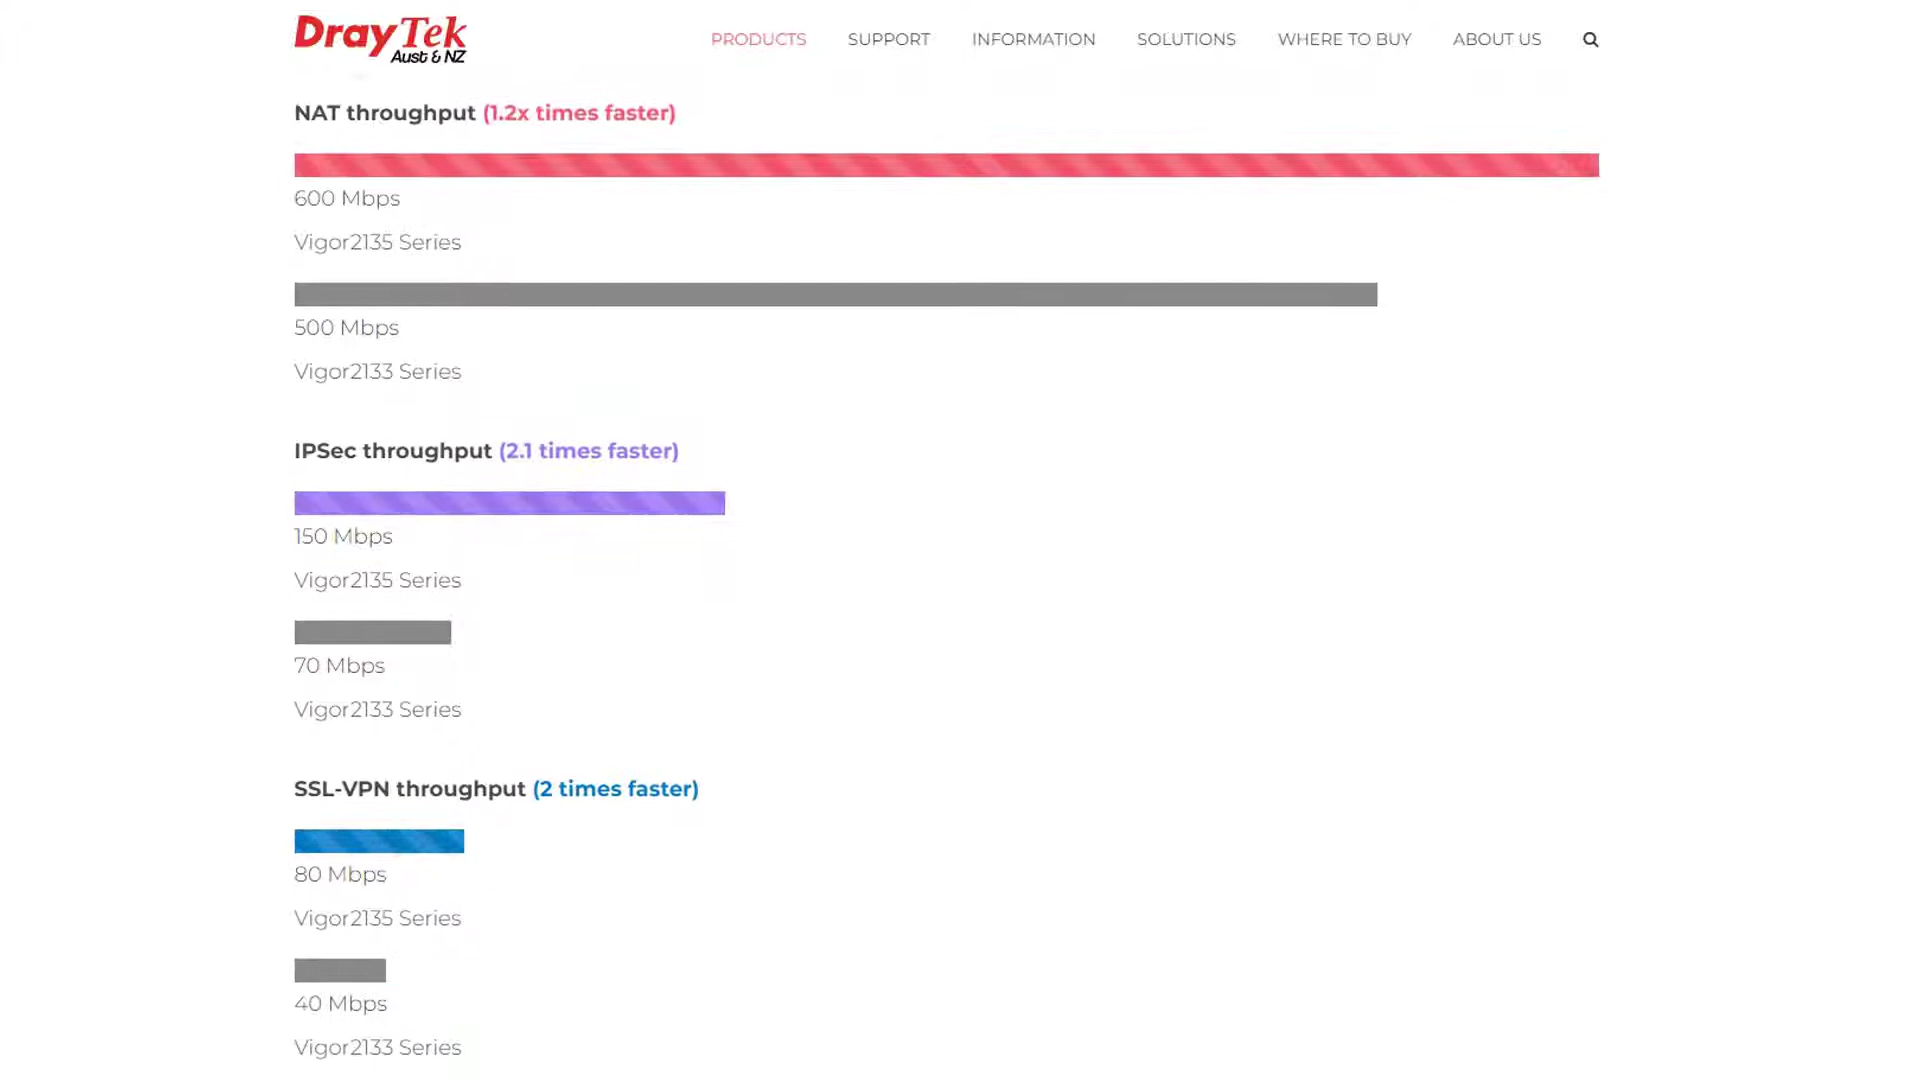 DrayTek
Aust & NZ
PRODUCTS SUPPORT INFORMATION SOLUTIONS WHERE TO BUY ABOUT US
NAT throughput (1.2x times faster)
600 Mbps
Vigor2135 Series
500 Mbps
Vigor2133 Series
IPSec throughput (2.1 times faster)
150 Mbps
Vigor2135 Series
70 Mbps
Vigor2133 Series
SSL-VPN throughput (2 times faster)
80 Mbps
Vigor2135 Series
40 Mbps
Vigor2133 Series